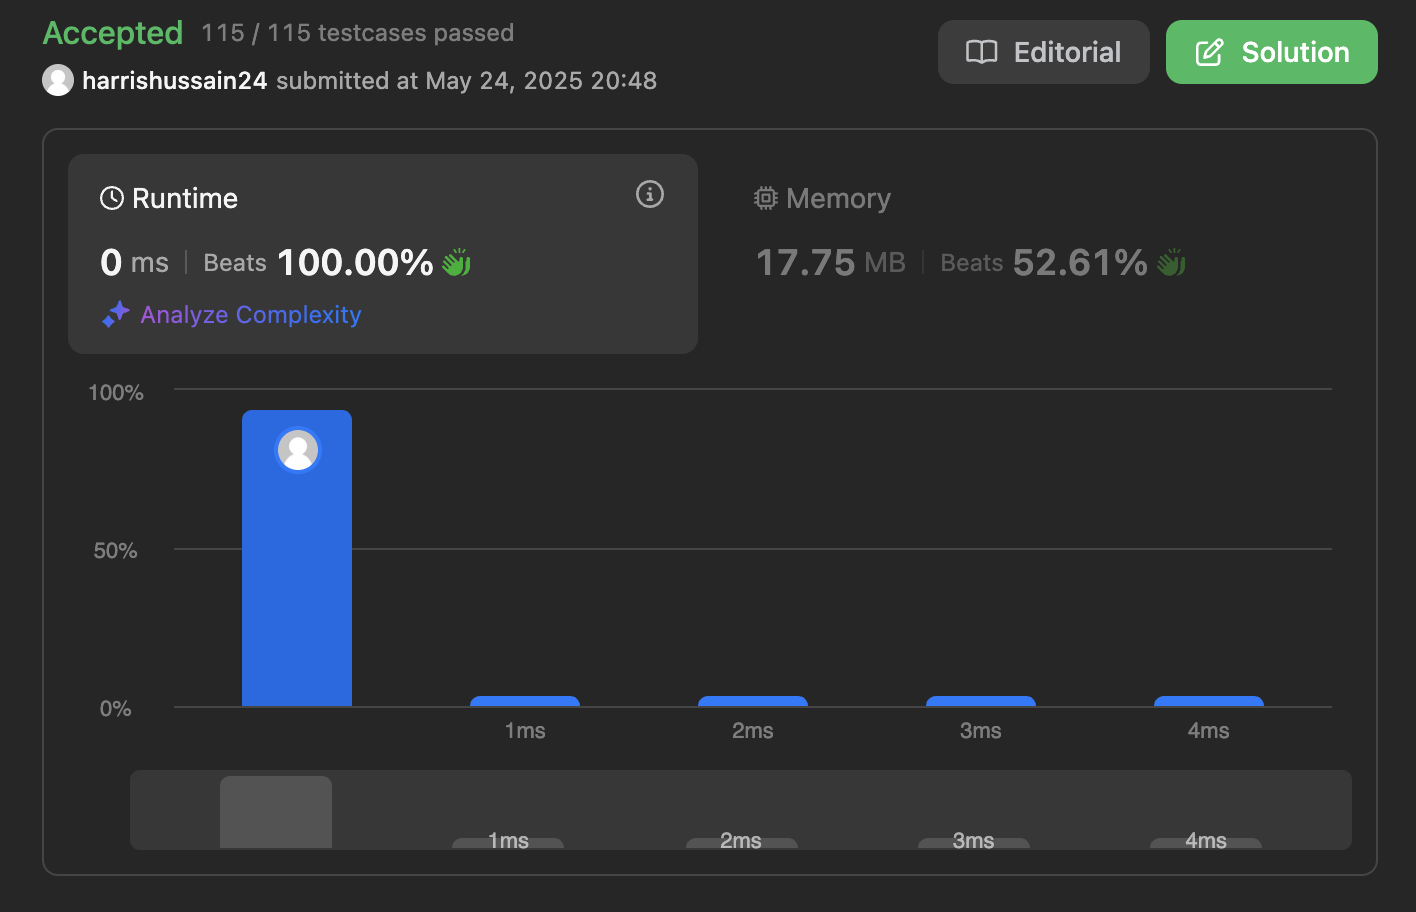 Accepted 115 / 115 testcases passed
harrishussain24 submitted at May 24, 2025 20:48
Editorial
Solution
Runtime
0 ms | Beats 100.00%
Analyze Complexity
Memory
17.75 MB | Beats 52.61%
100%
50%
0%
1ms 2ms 3ms 4ms
1ms 2ms 3ms 4ms